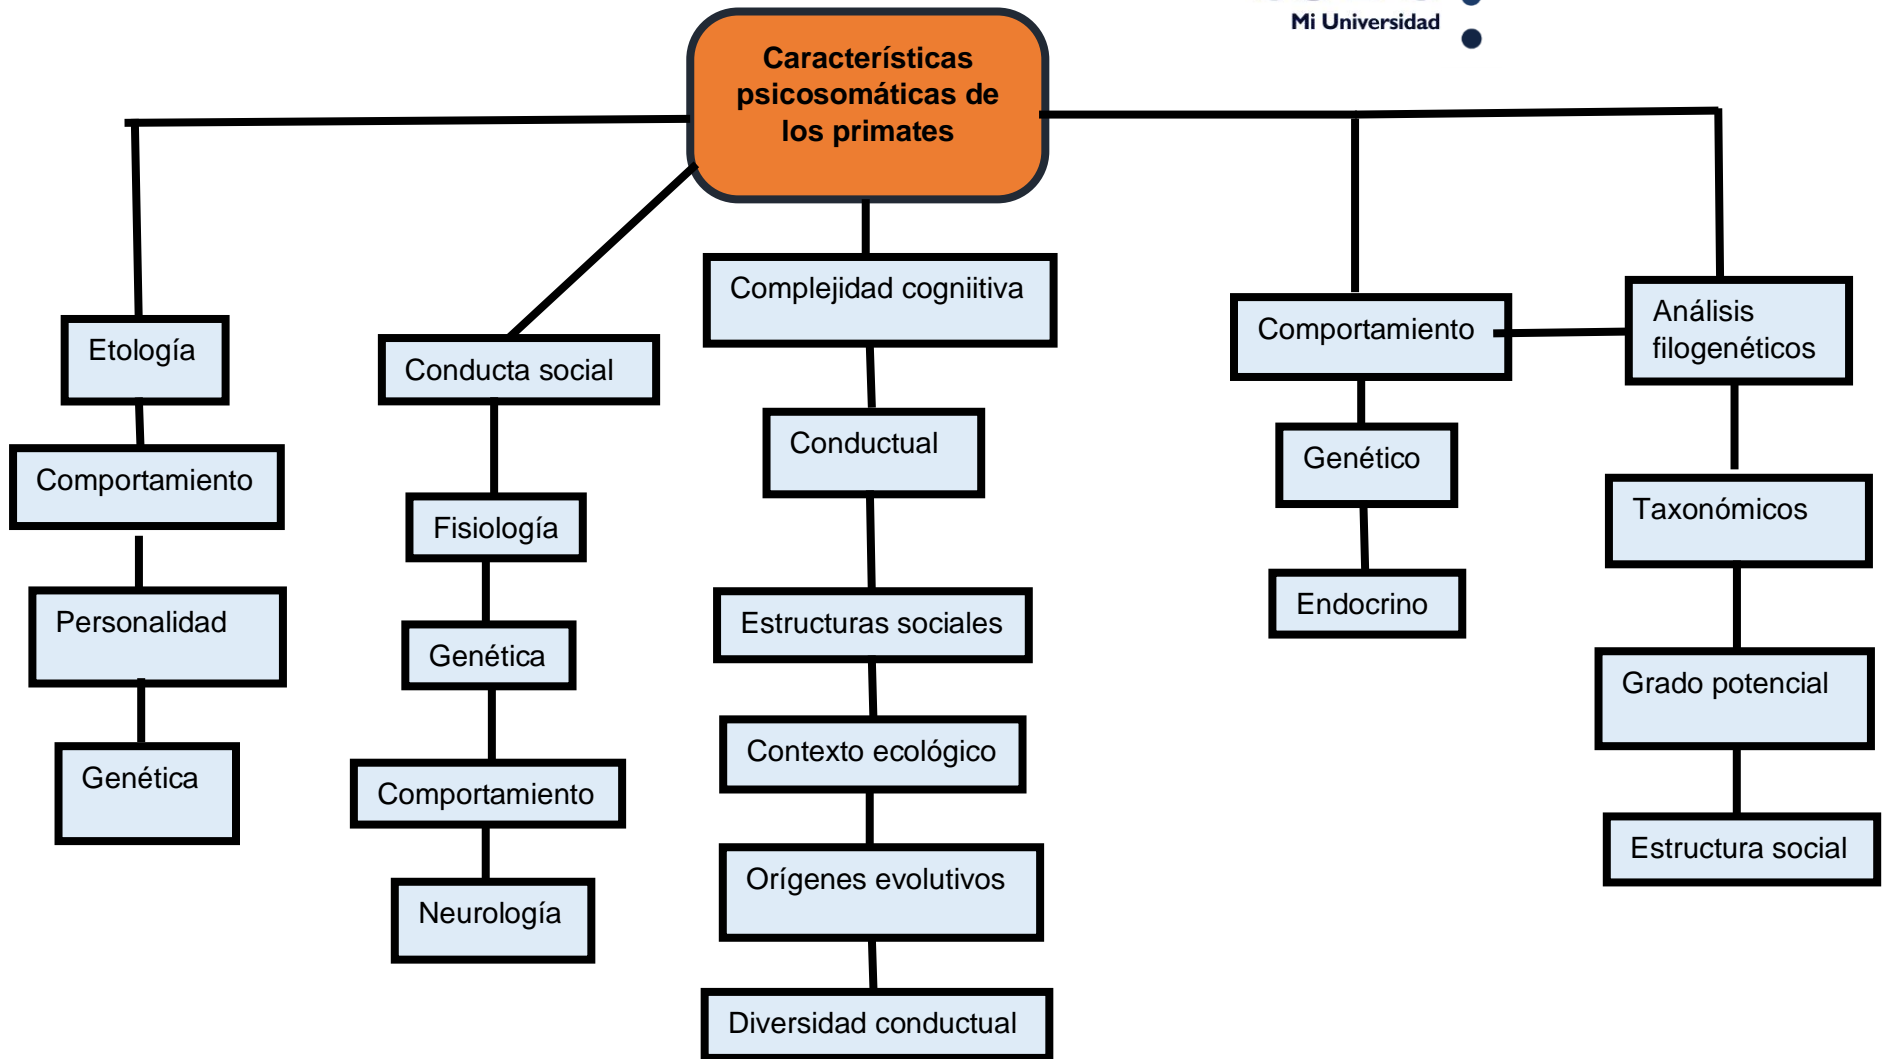 Mi Universidad
Características
psicosomáticas de
los primates
Etología
Comportamiento
Personalidad
Genética
Conducta social
Fisiología
Genética
Comportamiento
Neurología
Complejidad cogniitiva
Conductual
Estructuras sociales
Contexto ecológico
Orígenes evolutivos
Diversidad conductual
Comportamiento
Genético
Endocrino
Análisis
filogenéticos
Taxonómicos
Grado potencial
Estructura social